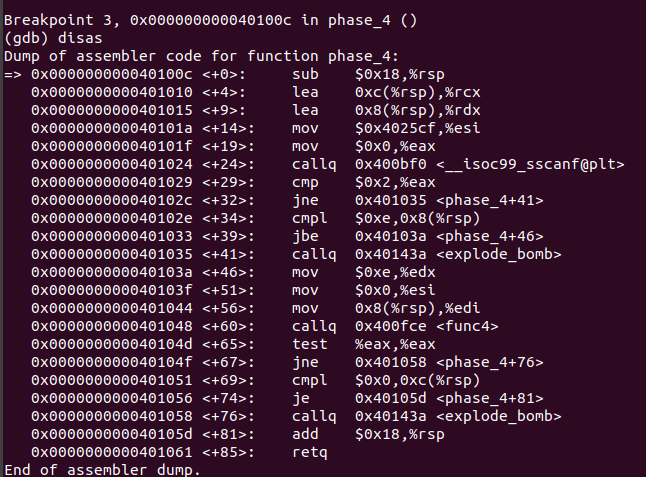 Breakpoint 3, 0x000000000040100c in phase_4 ()
(gdb) disas
Dump of assembler code for function phase_4:
=> 0x000000000040100c <+0>: sub $0x18,%rsp
0x0000000000401010 <+4>: lea 0xc(%rsp),%rcx
0x0000000000401015 <+9>: lea 0x8(%rsp),%rdx
0x000000000040101a <+14>: mov $0x4025cf,%esi
0x000000000040101f <+19>: mov $0x0,%eax
0x0000000000401024 <+24>: callq 0x400bf0 <__isoc99_sscanf@plt>
0x0000000000401029 <+29>: cmp $0x2,%eax
0x000000000040102c <+32>: jne 0x401035 <phase_4+41>
0x000000000040102e <+34>: cmpl $0xe,0x8(%rsp)
0x0000000000401033 <+39>: jbe 0x40103a <phase_4+46>
0x0000000000401035 <+41>: callq 0x40143a <explode_bomb>
0x000000000040103a <+46>: mov $0xe,%edx
0x000000000040103f <+51>: mov $0x0,%esi
0x0000000000401044 <+56>: mov 0x8(%rsp),%edi
0x0000000000401048 <+60>: callq 0x400fce <func4>
0x000000000040104d <+65>: test %eax,%eax
0x000000000040104f <+67>: jne 0x401058 <phase_4+76>
0x0000000000401051 <+69>: cmpl $0x0,0xc(%rsp)
0x0000000000401056 <+74>: je 0x40105d <phase_4+81>
0x0000000000401058 <+76>: callq 0x40143a <explode_bomb>
0x000000000040105d <+81>: add $0x18,%rsp
0x0000000000401061 <+85>: retq
End of assembler dump.